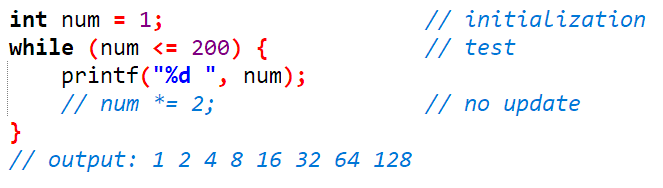 int num = 1; // initialization
while (num <= 200) { // test
printf("%d ", num);
// num *= 2; // no update
}
// output: 1 2 4 8 16 32 64 128